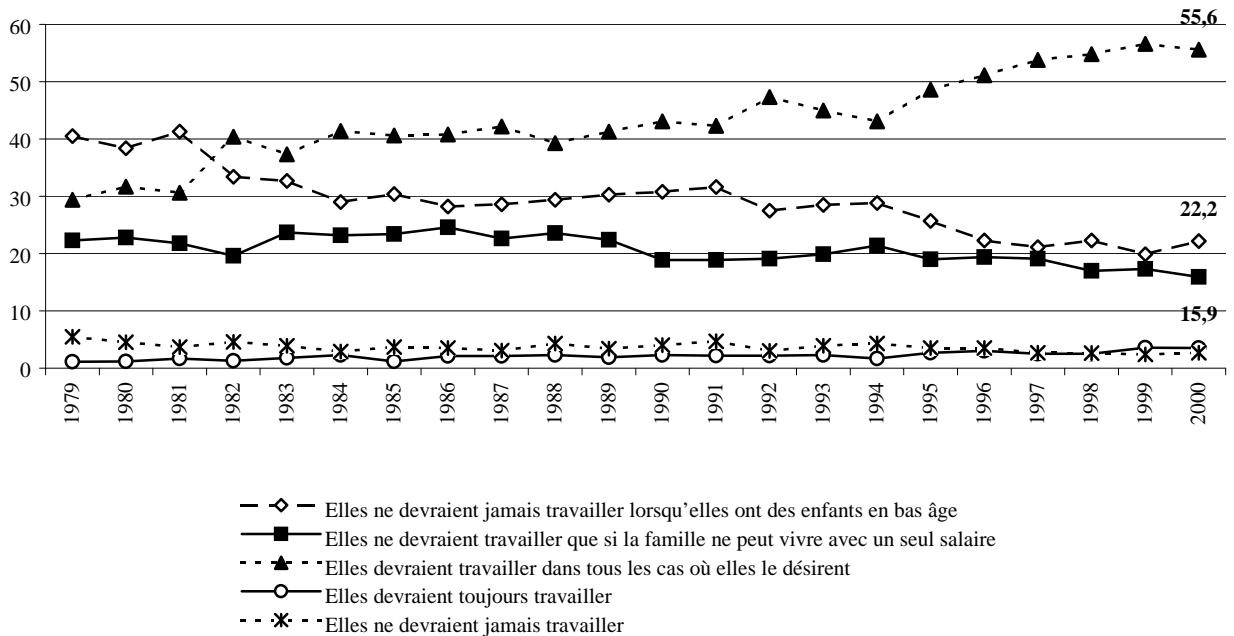 55,6
60
50
40
30
22,2
20
10
15,9
0
1979 1980 1981 1982 1983 1984 1985 1986 1987 1988 1989 1990 1991 1992 1993 1994 1995 1996 1997 1998 1999 2000
Elles ne devraient jamais travailler lorsqu'elles ont des enfants en bas âge
Elles ne devraient travailler que si la famille ne peut vivre avec un seul salaire
Elles devraient travailler dans tous les cas où elles le désirent
Elles devraient toujours travailler
Elles ne devraient jamais travailler